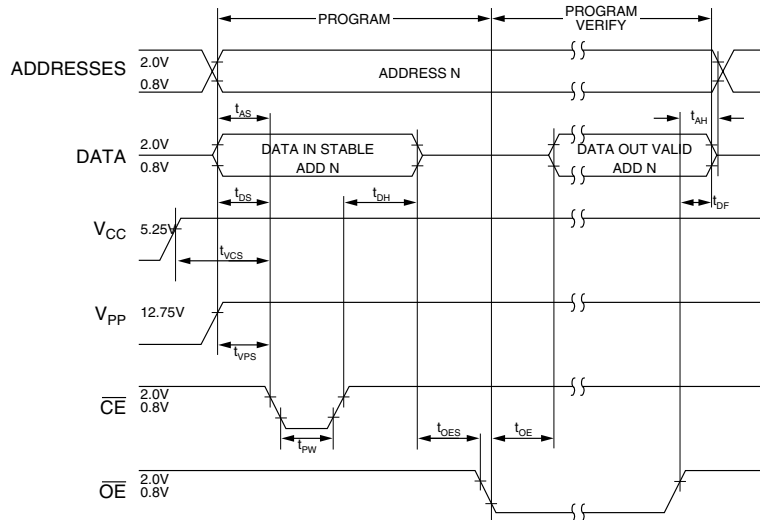 PROGRAM
PROGRAM
VERIFY
ADDRESSES
2.0V
0.8V
ADDRESS N
tAS
tAH
DATA
2.0V
0.8V
DATA IN STABLE
ADD N
DATA OUT VALID
ADD N
tDS
tDH
tDF
VCC
5.25V
tVCS
VPP
12.75V
tVPS
CE
2.0V
0.8V
tPW
tOES
tOE
OE
2.0V
0.8V